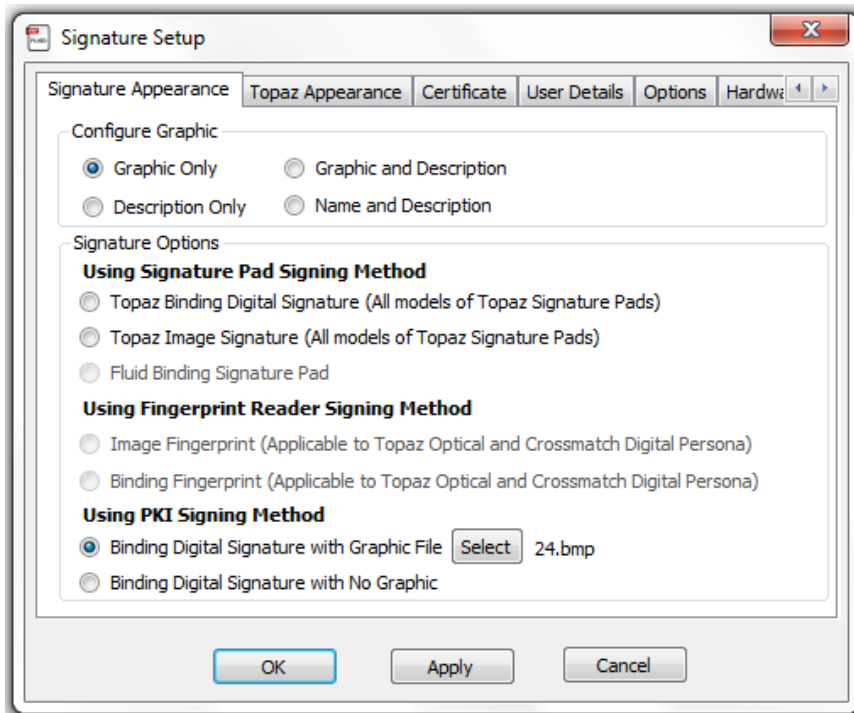 Signature Setup
Signature Appearance Topaz Appearance Certificate User Details Options Hardwa
Configure Graphic
Graphic Only Graphic and Description
Description Only Name and Description
Signature Options
Using Signature Pad Signing Method
Topaz Binding Digital Signature (All models of Topaz Signature Pads)
Topaz Image Signature (All models of Topaz Signature Pads)
Fluid Binding Signature Pad
Using Fingerprint Reader Signing Method
Image Fingerprint (Applicable to Topaz Optical and Crossmatch Digital Persona)
Binding Fingerprint (Applicable to Topaz Optical and Crossmatch Digital Persona)
Using PKI Signing Method
Binding Digital Signature with Graphic File Select 24.bmp
Binding Digital Signature with No Graphic
OK Apply Cancel